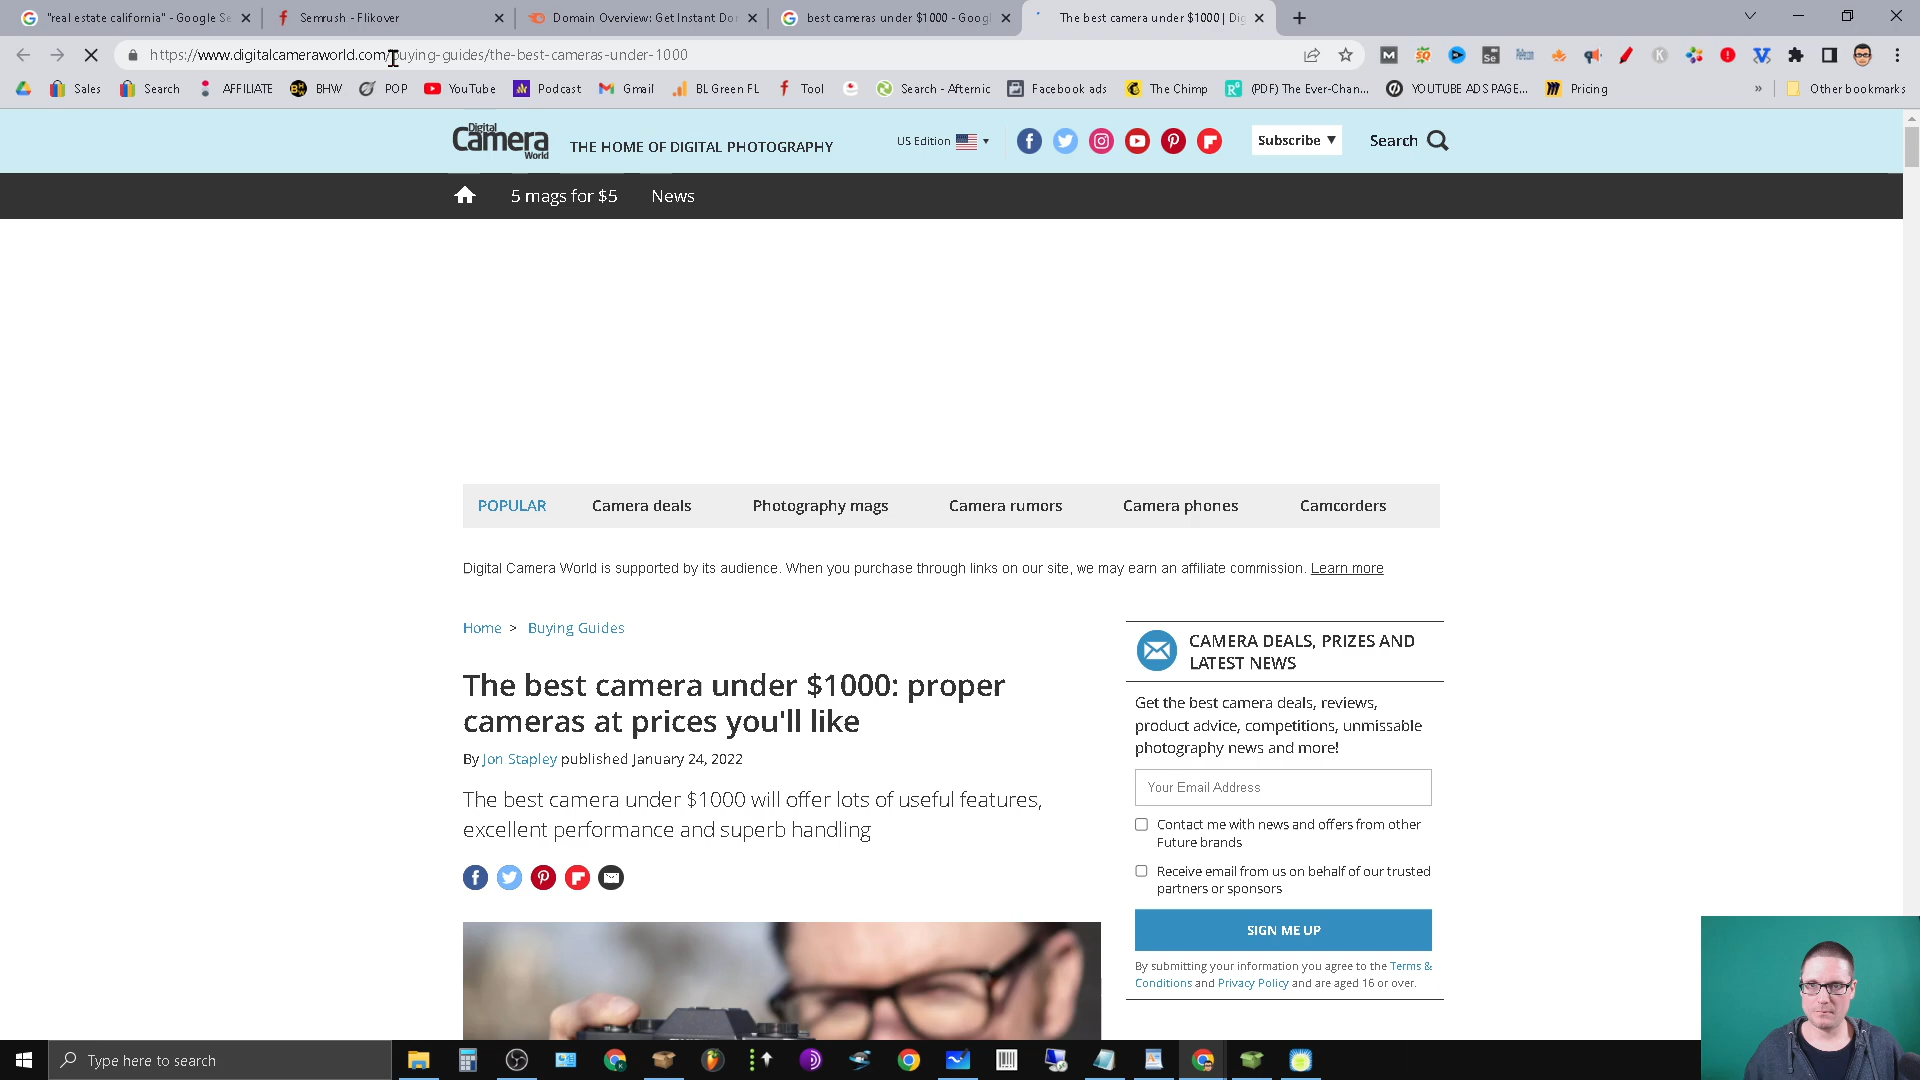 "real estate california" - Google Se
Semrush - Flikover
Domain Overview: Get Instant Dor
best cameras under $1000 - Googl
The best camera under $1000 | Dig
https://www.digitalcameraworld.com/buying-guides/the-best-cameras-under-1000
Sales
Search
AFFILIATE
BHW
POP
YouTube
Podcast
Gmail
BL Green FL
Tool
Search - Afternic
Facebook ads
The Chimp
(PDF) The Ever-Chan...
YOUTUBE ADS PAGE...
Pricing
»
Other bookmarks
Digital Camera World
THE HOME OF DIGITAL PHOTOGRAPHY
US Edition
Subscribe ▼
Search
5 mags for $5
News
POPULAR
Camera deals
Photography mags
Camera rumors
Camera phones
Camcorders
Digital Camera World is supported by its audience. When you purchase through links on our site, we may earn an affiliate commission. Learn more
Home > Buying Guides
The best camera under $1000: proper
cameras at prices you'll like
By Jon Stapley published January 24, 2022
The best camera under $1000 will offer lots of useful features,
excellent performance and superb handling
CAMERA DEALS, PRIZES AND
LATEST NEWS
Get the best camera deals, reviews,
product advice, competitions, unmissable
photography news and more!
Your Email Address
Contact me with news and offers from other
Future brands
Receive email from us on behalf of our trusted
partners or sponsors
SIGN ME UP
By submitting your information you agree to the Terms &
Conditions and Privacy Policy and are aged 16 or over.
Type here to search